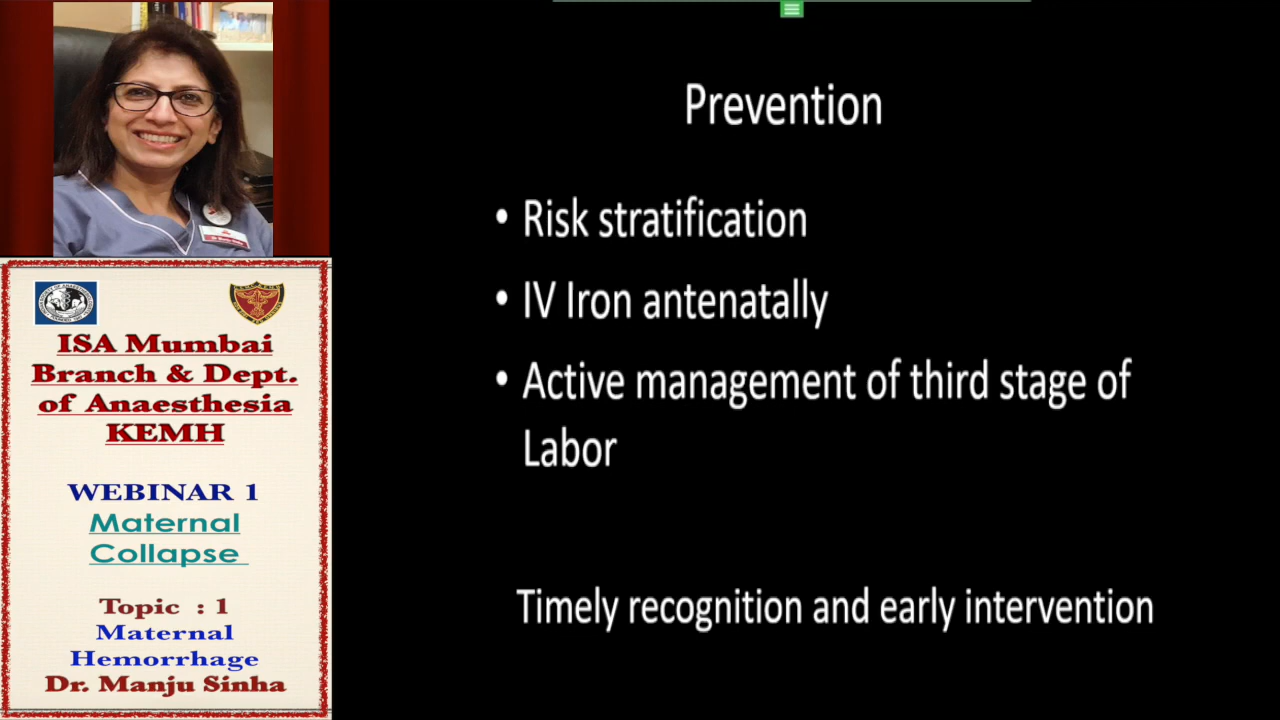 ISA Mumbai
Branch & Dept.
of Anaesthesia
KEMH
WEBINAR 1
Maternal
Collapse
Topic : 1
Maternal
Hemorrhage
Dr. Manju Sinha
Prevention
• Risk stratification
• IV Iron antenatally
• Active management of third stage of
Labor
Timely recognition and early intervention